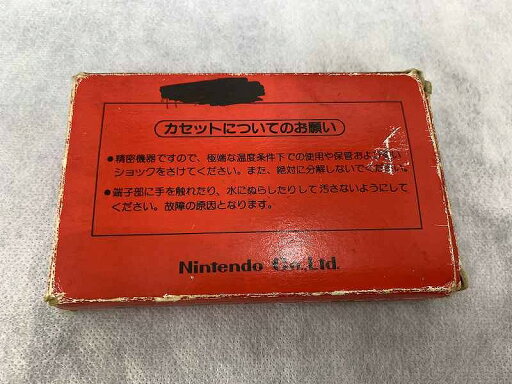 カセットについてのお願い
●精密機器ですので、極端な温度条件下での使用や保管および強い
ショックをさけてください。また、絶対に分解しないでください。
●端子部に手を触れたり、水にぬらしたりして汚さないようにして
ください。故障の原因となります。
Nintendo Co.,Ltd.